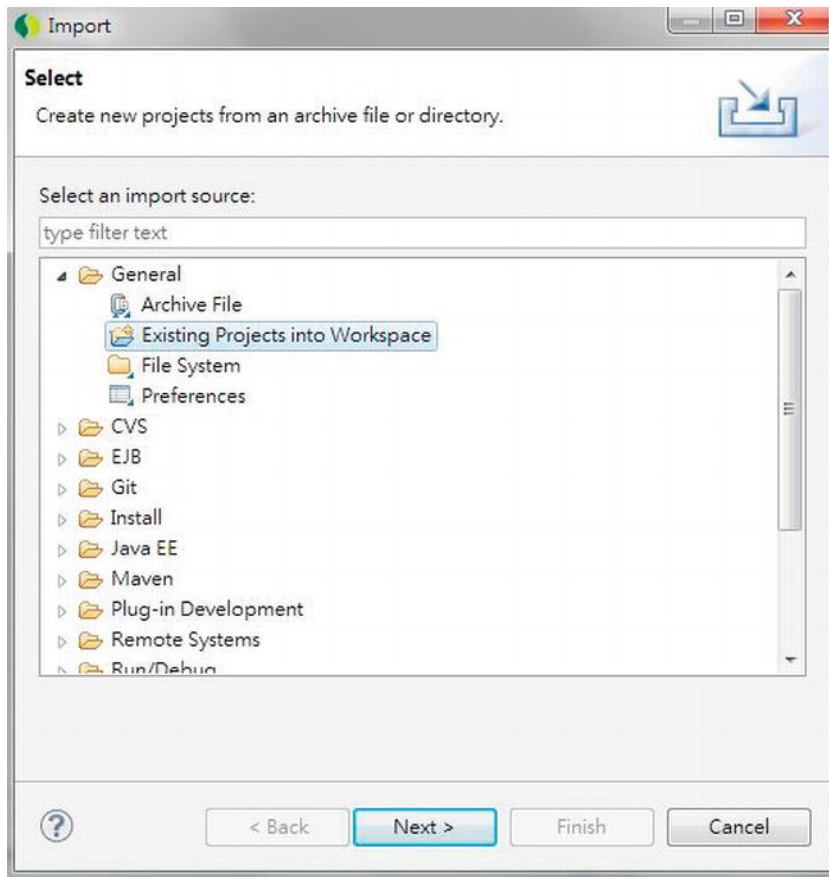 Import
Select
Create new projects from an archive file or directory.
Select an import source:
type filter text
General
Archive File
Existing Projects into Workspace
File System
Preferences
CVS
EJB
Git
Install
Java EE
Maven
Plug-in Development
Remote Systems
Run/Debug
?
< Back
Next >
Finish
Cancel